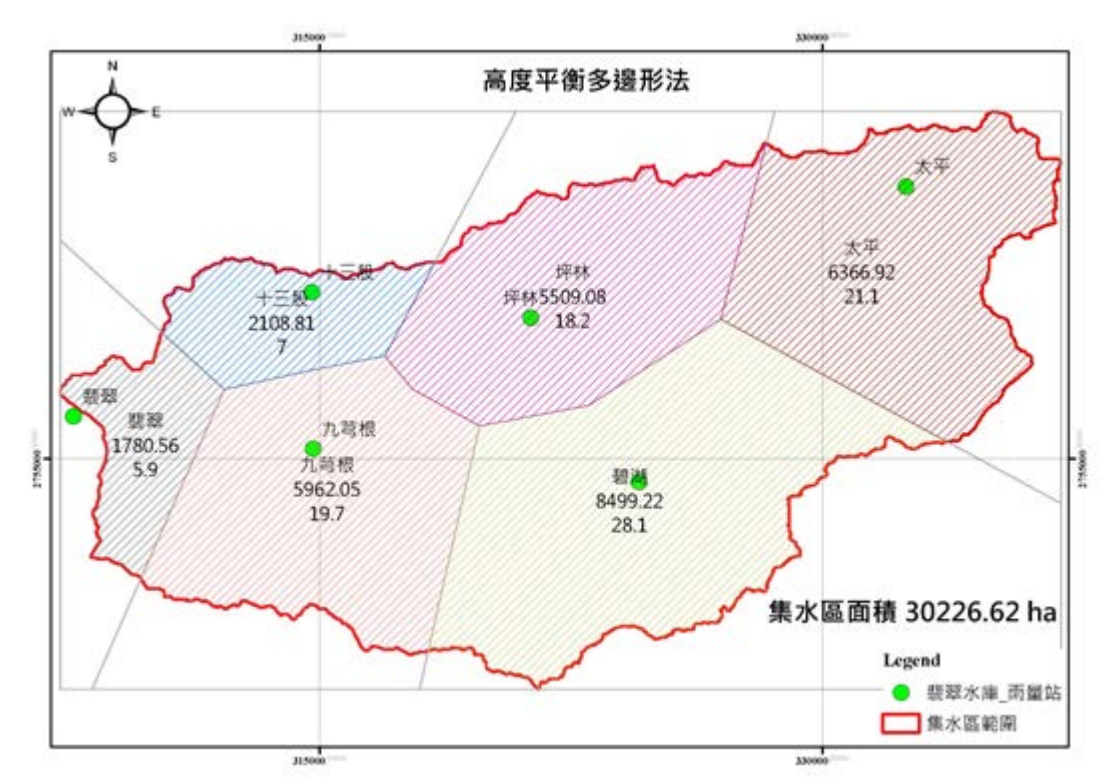 315000
330000
高度平衡多邊形法
N
W
E
S
太平
太平
6366.92
21.1
坪林
坪林5509.08
18.2
十三股
十三股
2108.81
7
翡翠
翡翠
1780.56
5.9
九芎根
九芎根
5962.05
19.7
碧湖
8499.22
28.1
2755000
2755000
集水區面積 30226.62 ha
Legend
翡翠水庫_雨量站
集水區範圍
315000
330000